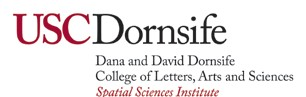 USCDornsife
Dana and David Dornsife
College of Letters, Arts and Sciences
Spatial Sciences Institute